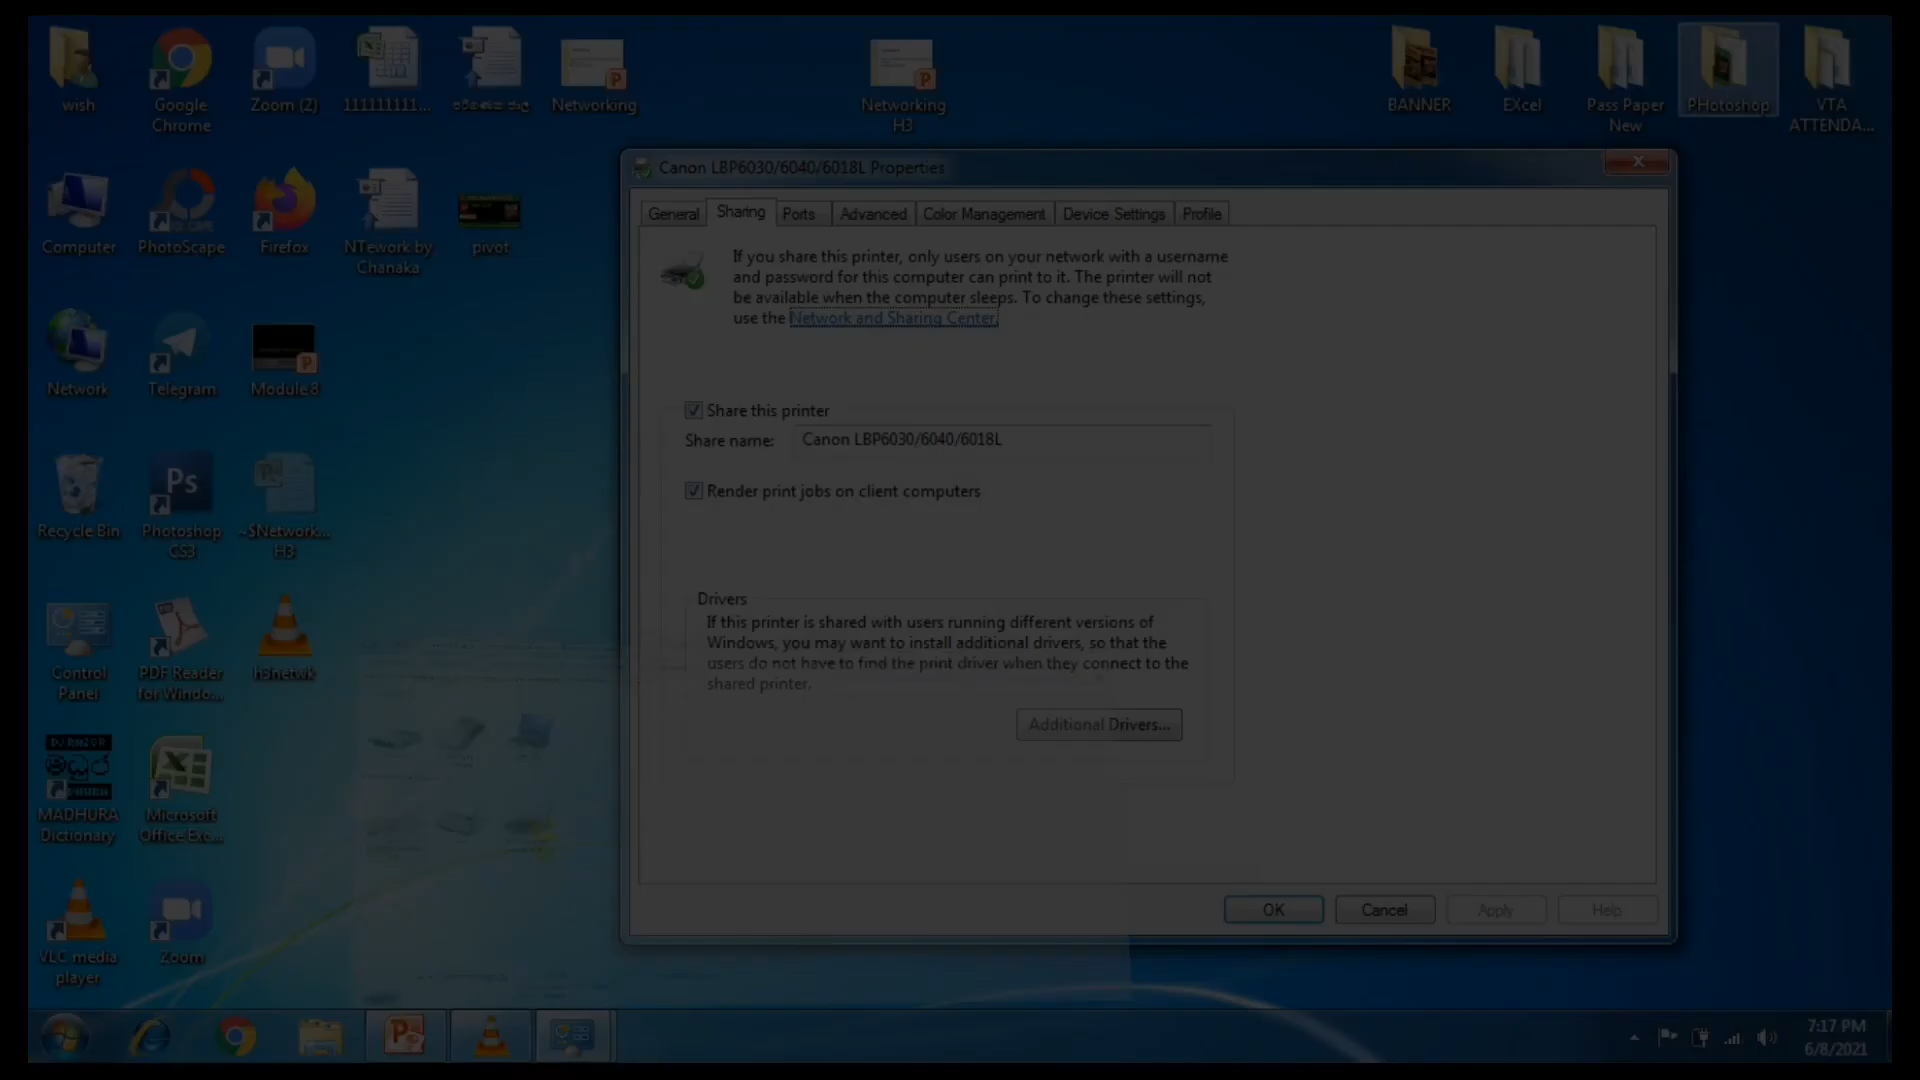 wish
Google
Chrome
Zoom (2)
111111111...
පරිගණක ජාල
Networking
Networking
H3
BANNER
EXcel
Pass Paper
New
PHotoshop
VTA
ATTENDA...
Computer
PhotoScape
Firefox
NTework by
Chanaka
pivot
Network
Telegram
Module 8
Recycle Bin
Ps
Photoshop
CS3
~$Network...
H3
Control
Panel
PDF Reader
for Windo...
h3netwk
මධුර
MADHURA
Dictionary
Microsoft
Office Exc...
VLC media
player
Zoom
Canon LBP6030/6040/6018L Properties
General
Sharing
Ports
Advanced
Color Management
Device Settings
Profile
If you share this printer, only users on your network with a username
and password for this computer can print to it. The printer will not
be available when the computer sleeps. To change these settings,
use the Network and Sharing Center.
Share this printer
Share name:
Canon LBP6030/6040/6018L
Render print jobs on client computers
Drivers
If this printer is shared with users running different versions of
Windows, you may want to install additional drivers, so that the
users do not have to find the print driver when they connect to the
shared printer.
Additional Drivers...
OK
Cancel
Apply
Help
7:17 PM
6/8/2021